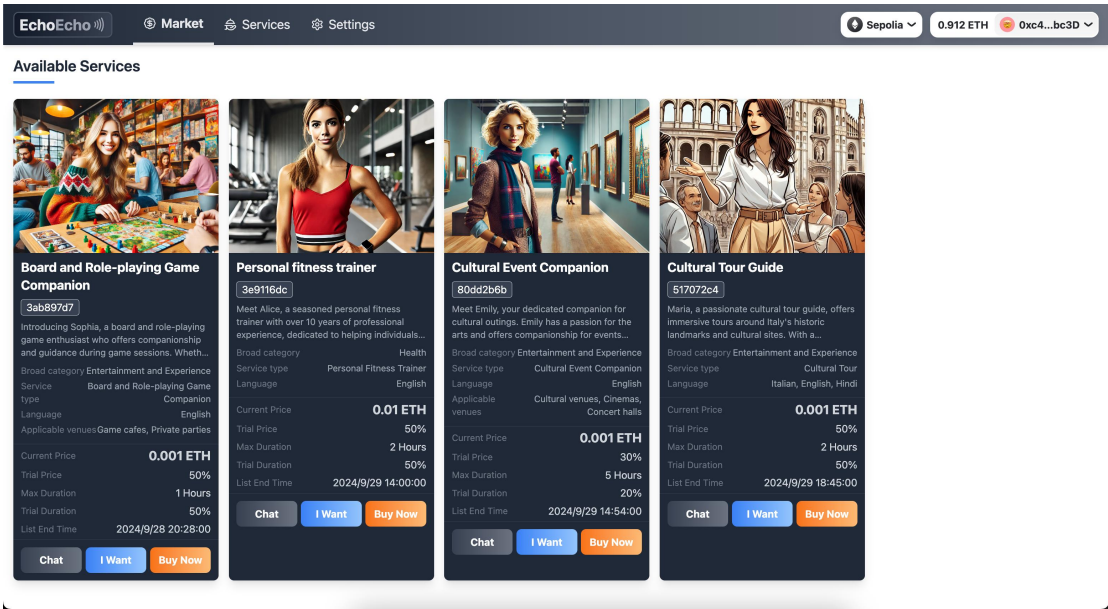 EchoEcho
Market
Services
Settings
Sepolia
0.912 ETH
0xc4...bc3D
Available Services
Board and Role-playing Game
Companion
3ab897d7
Introducing Sophia, a board and role-playing
game enthusiast who offers companionship
and guidance during game sessions. Wheth...
Broad category Entertainment and Experience
Service type Board and Role-playing Game Companion
Language English
Applicable venues Game cafes, Private parties
Current Price 0.001 ETH
Trial Price 50%
Max Duration 1 Hours
Trial Duration 50%
List End Time 2024/9/28 20:28:00
Chat I Want Buy Now
Personal fitness trainer
3e9116dc
Meet Alice, a seasoned personal fitness
trainer with over 10 years of professional
experience, dedicated to helping individuals...
Broad category Health
Service type Personal Fitness Trainer
Language English
Current Price 0.01 ETH
Trial Price 50%
Max Duration 2 Hours
Trial Duration 50%
List End Time 2024/9/29 14:00:00
Chat I Want Buy Now
Cultural Event Companion
80dd2b6b
Meet Emily, your dedicated companion for
cultural outings. Emily has a passion for the
arts and offers companionship for events...
Broad category Entertainment and Experience
Service type Cultural Event Companion
Language English
Applicable venues Cultural venues, Cinemas, Concert halls
Current Price 0.001 ETH
Trial Price 30%
Max Duration 5 Hours
Trial Duration 20%
List End Time 2024/9/29 14:54:00
Chat I Want Buy Now
Cultural Tour Guide
517072c4
Maria, a passionate cultural tour guide, offers
immersive tours around Italy's historic
landmarks and cultural sites. With a...
Broad category Entertainment and Experience
Service type Cultural Tour
Language Italian, English, Hindi
Current Price 0.001 ETH
Trial Price 50%
Max Duration 2 Hours
Trial Duration 50%
List End Time 2024/9/29 18:45:00
Chat I Want Buy Now